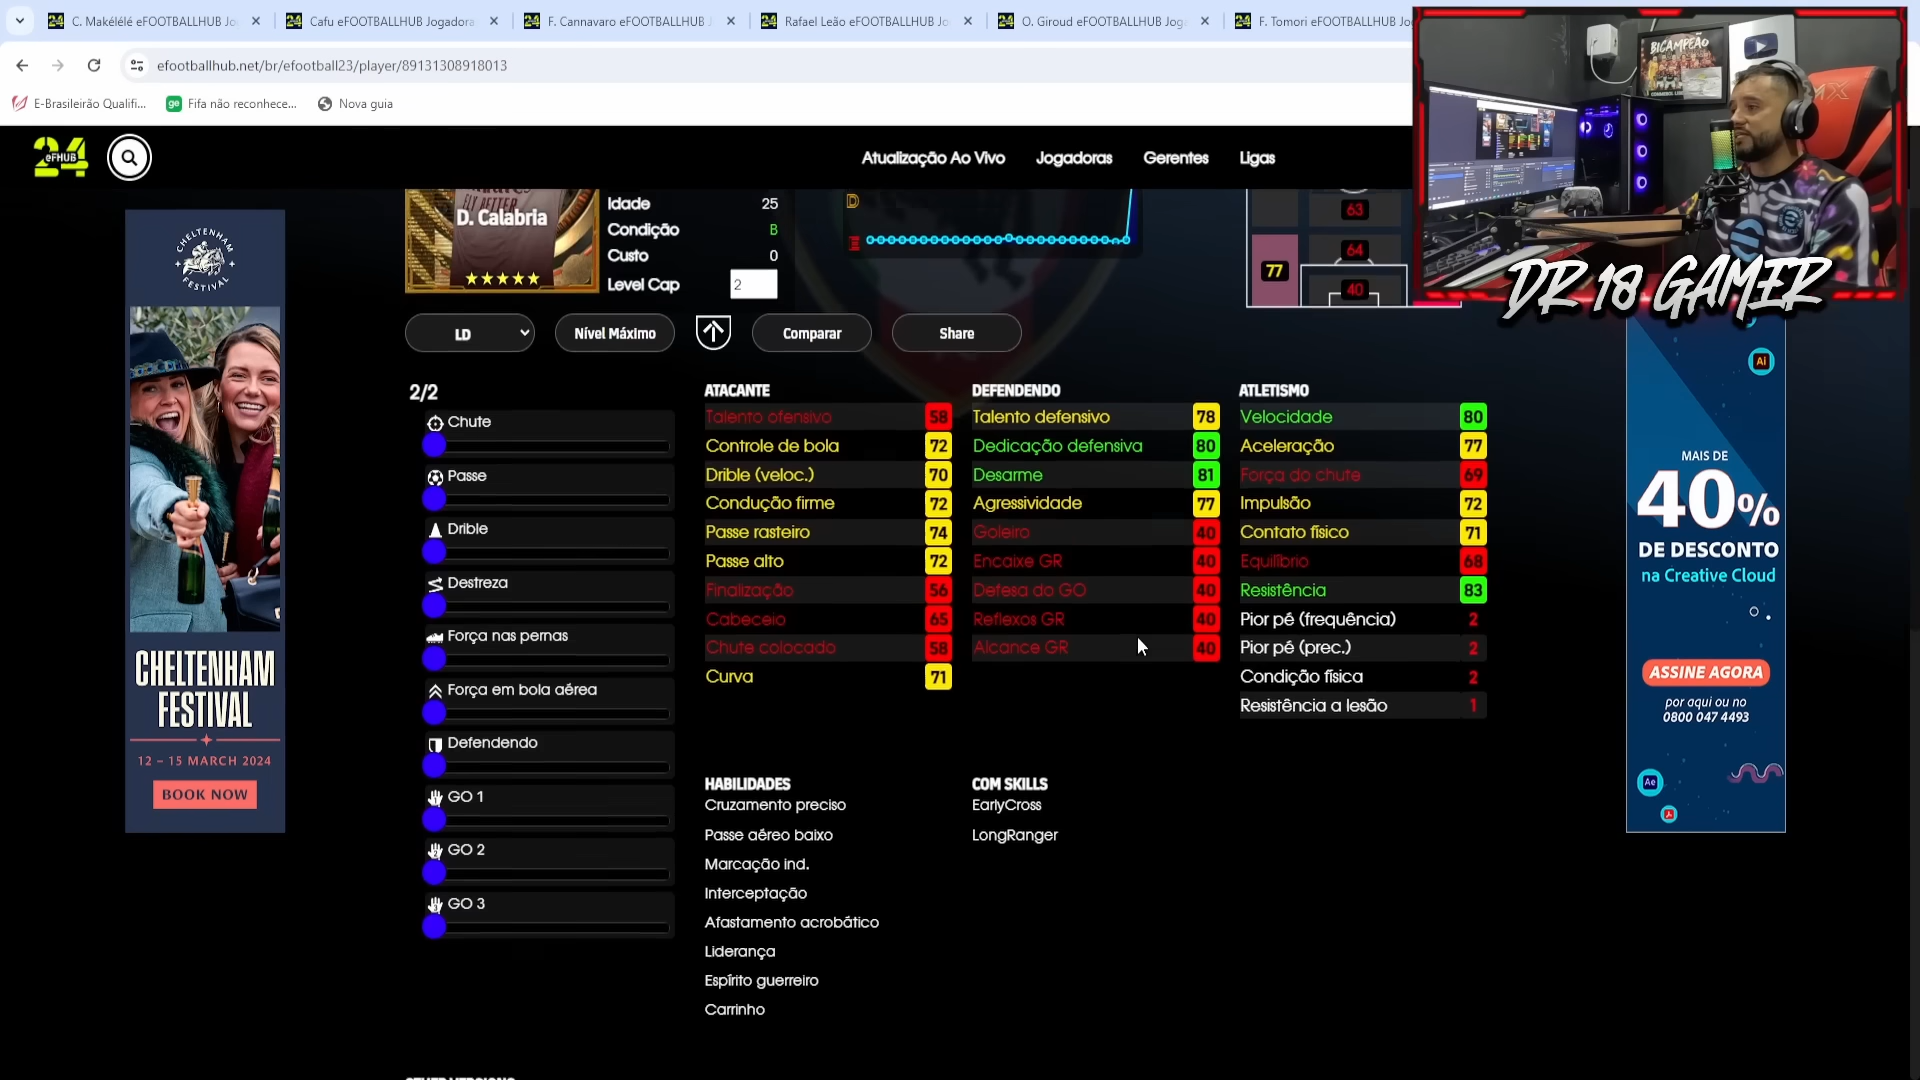 C. Makélélé eFOOTBALLHUB Jo
Cafu eFOOTBALLHUB Jogadora
F. Cannavaro eFOOTBALLHUB J
Rafael Leão eFOOTBALLHUB Jo
O. Giroud eFOOTBALLHUB Jog
F. Tomori eFOOTBALLHUB Jo
efootballhub.net/br/efootball23/player/89131308918013
E-Brasileirão Qualifi...
Fifa não reconhece...
Nova guia
24
eFHUB
Atualização Ao Vivo
Jogadoras
Gerentes
Ligas
BICAMPEÃO
DR 18 GAMER
D. Calabria
★★★★★
Idade 25
Condição B
Custo 0
Level Cap 2
D
63
64
77
40
LD
Nível Máximo
Comparar
Share
2/2
Chute
Passe
Drible
Destreza
Força nas pernas
Força em bola aérea
Defendendo
GO 1
GO 2
GO 3
ATACANTE
Talento ofensivo 58
Controle de bola 72
Drible (veloc.) 70
Condução firme 72
Passe rasteiro 74
Passe alto 72
Finalização 56
Cabeceio 65
Chute colocado 58
Curva 71
DEFENDENDO
Talento defensivo 78
Dedicação defensiva 80
Desarme 81
Agressividade 77
Goleiro 40
Encaixe GR 40
Defesa do GO 40
Reflexos GR 40
Alcance GR 40
ATLETISMO
Velocidade 80
Aceleração 77
Força do chute 69
Impulsão 72
Contato físico 71
Equilíbrio 68
Resistência 83
Pior pé (frequência) 2
Pior pé (prec.) 2
Condição física 2
Resistência a lesão 1
HABILIDADES
Cruzamento preciso
Passe aéreo baixo
Marcação ind.
Interceptação
Afastamento acrobático
Liderança
Espírito guerreiro
Carrinho
COM SKILLS
EarlyCross
LongRanger
CHELTENHAM
FESTIVAL
CHELTENHAM
FESTIVAL
12 – 15 MARCH 2024
BOOK NOW
Ai
MAIS DE
40%
DE DESCONTO
na Creative Cloud
ASSINE AGORA
por aqui ou no
0800 047 4493
Ae